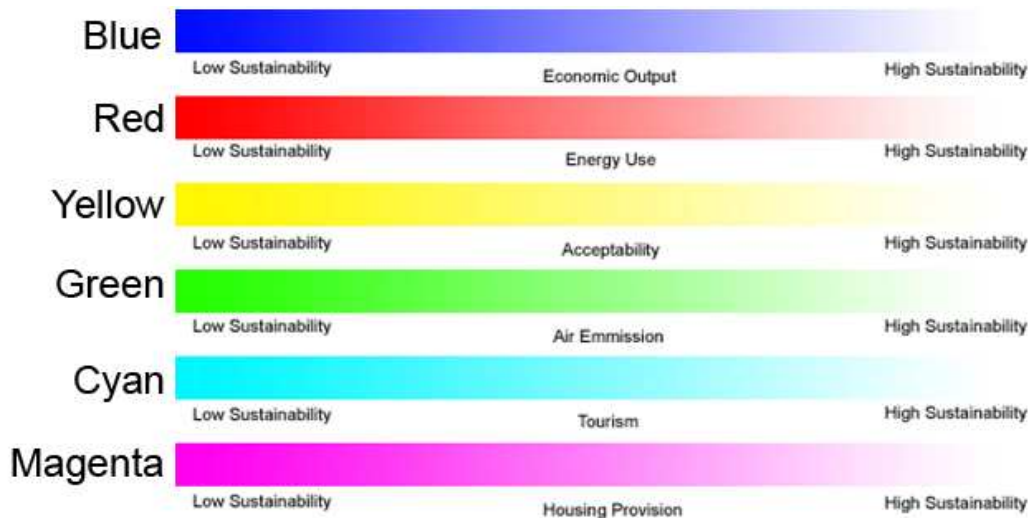 Blue
Low Sustainability Economic Output High Sustainability
Red
Low Sustainability Energy Use High Sustainability
Yellow
Low Sustainability Acceptability High Sustainability
Green
Low Sustainability Air Emmission High Sustainability
Cyan
Low Sustainability Tourism High Sustainability
Magenta
Low Sustainability Housing Provision High Sustainability